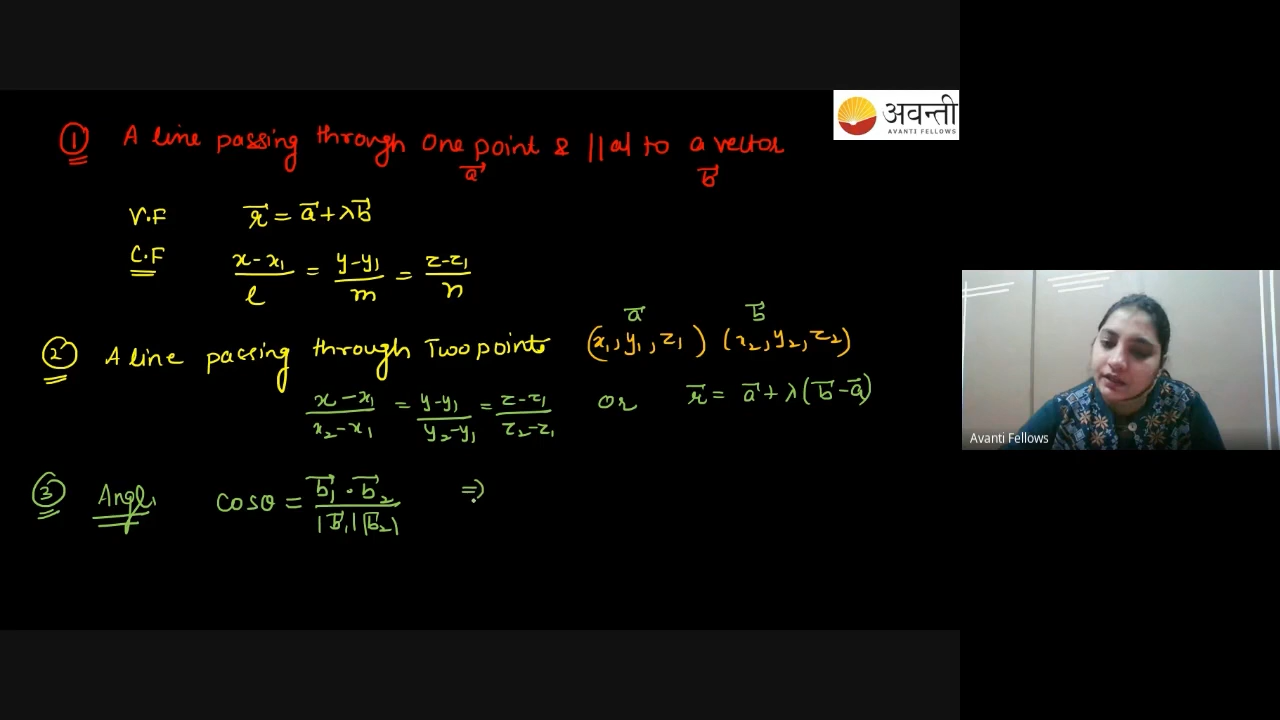 अवन्ती
AVANTI FELLOWS
① A line passing through one point & ||al to a vector
a⃗ b⃗
V.F r⃗ = a⃗ + λb⃗
C.F (x-x₁)/l = (y-y₁)/m = (z-z₁)/n
a⃗ b⃗
② A line passing through Two points (x₁, y₁, z₁) (x₂, y₂, z₂)
(x-x₁)/(x₂-x₁) = (y-y₁)/(y₂-y₁) = (z-z₁)/(z₂-z₁) or r⃗ = a⃗ + λ(b⃗ - a⃗)
③ Angle cosθ = (b⃗₁ · b⃗₂)/(|b⃗₁||b⃗₂|) ⇒
Avanti Fellows